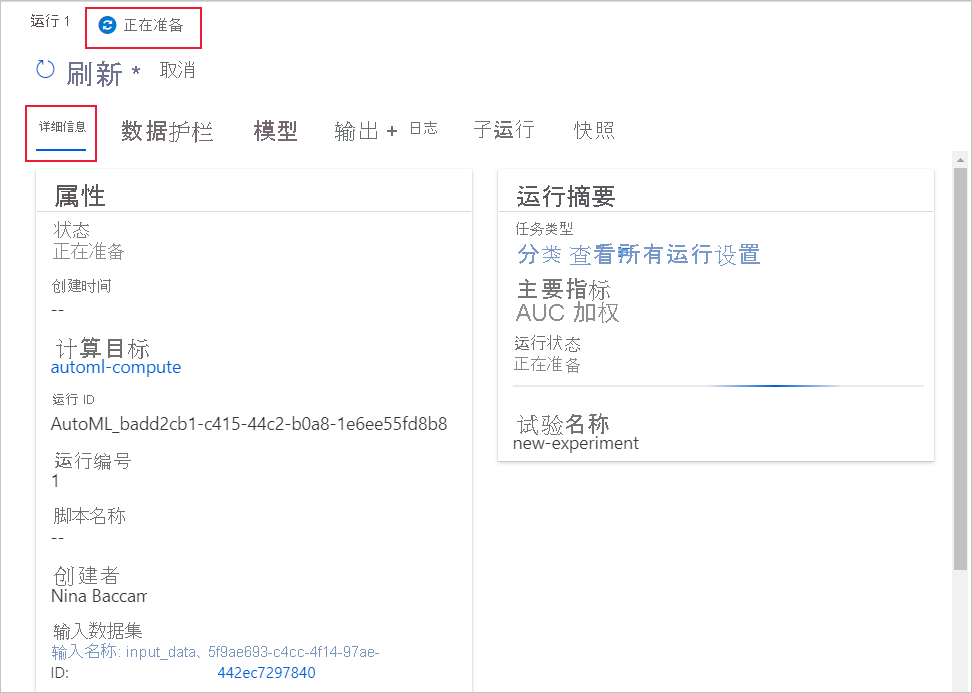 运行 1 正在准备
刷新 * 取消
详细信息 数据护栏 模型 输出 + 日志 子运行 快照
属性
状态
正在准备
创建时间
--
计算目标
automl-compute
运行 ID
AutoML_badd2cb1-c415-44c2-b0a8-1e6ee55fd8b8
运行编号
1
脚本名称
--
创建者
Nina Baccam
输入数据集
输入名称: input_data、5f9ae693-c4cc-4f14-97ae-
ID: 442ec7297840
运行摘要
任务类型
分类 查看所有运行设置
主要指标
AUC 加权
运行状态
正在准备
试验名称
new-experiment